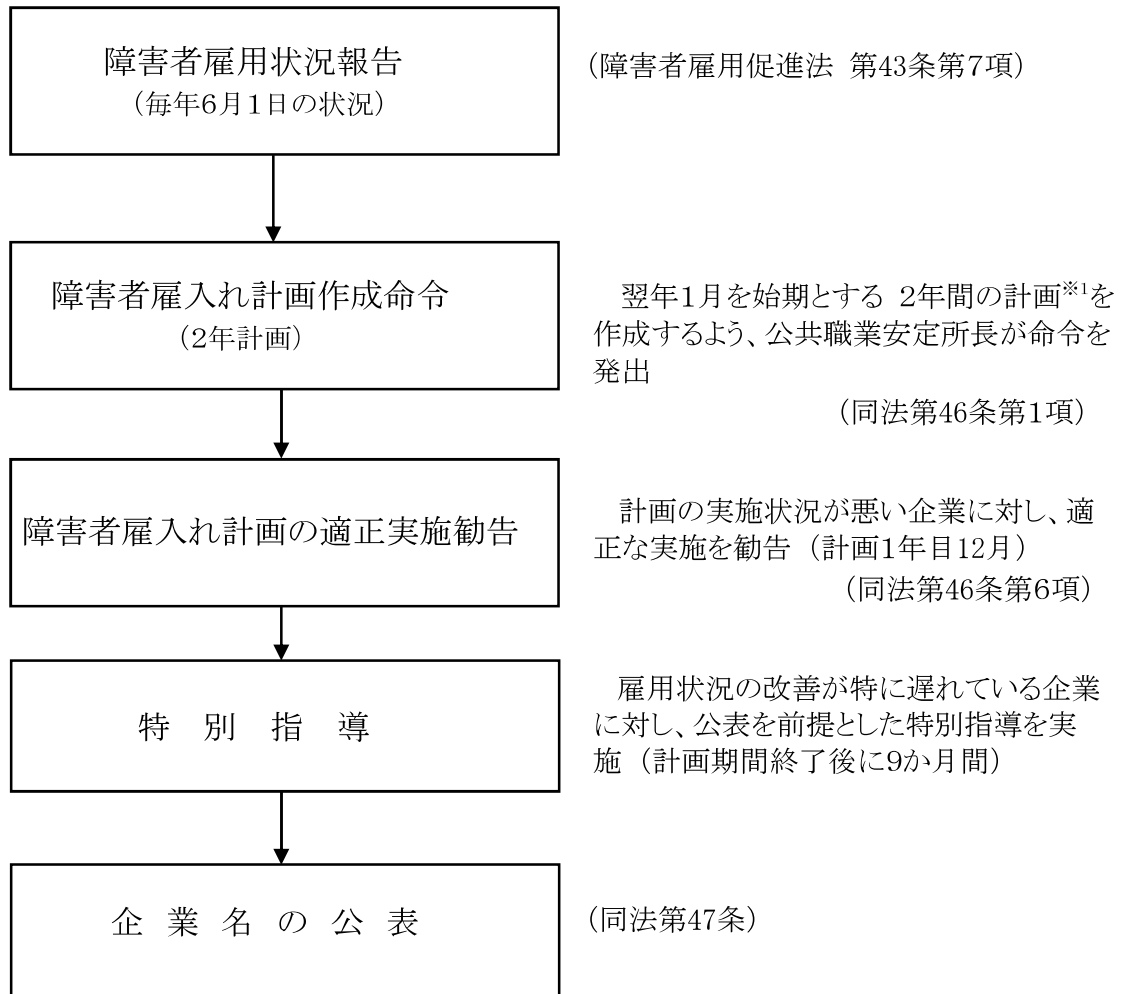 障害者雇用状況報告
（毎年６月１日の状況）
（障害者雇用促進法 第43条第７項）
障害者雇入れ計画作成命令
（２年計画）
翌年１月を始期とする ２年間の計画※1を
作成するよう、公共職業安定所長が命令を
発出
（同法第46条第１項）
障害者雇入れ計画の適正実施勧告
計画の実施状況が悪い企業に対し、適
正な実施を勧告（計画１年目12月）
（同法第46条第６項）
特 別 指 導
雇用状況の改善が特に遅れている企業
に対し、公表を前提とした特別指導を実
施（計画期間終了後に９か月間）
企 業 名 の 公 表
（同法第47条）